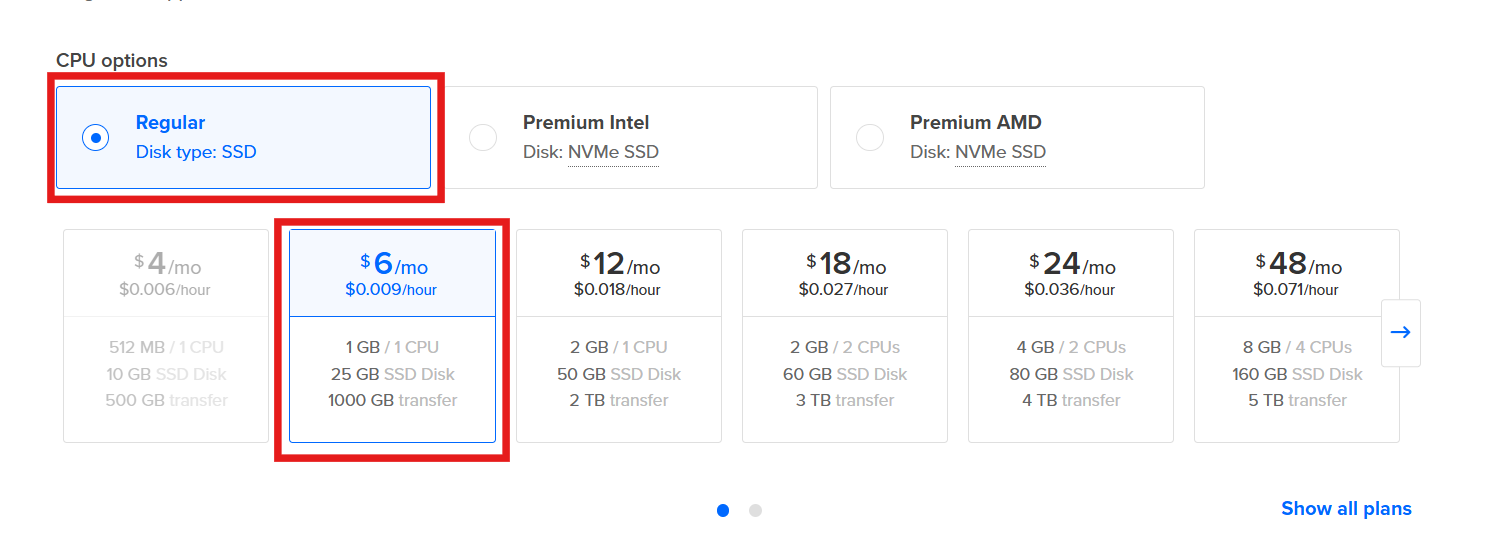 CPU options
Regular
Disk type: SSD
Premium Intel
Disk: NVMe SSD
Premium AMD
Disk: NVMe SSD
$4/mo
$0.006/hour
512 MB / 1 CPU
10 GB SSD Disk
500 GB transfer
$6/mo
$0.009/hour
1 GB / 1 CPU
25 GB SSD Disk
1000 GB transfer
$12/mo
$0.018/hour
2 GB / 1 CPU
50 GB SSD Disk
2 TB transfer
$18/mo
$0.027/hour
2 GB / 2 CPUs
60 GB SSD Disk
3 TB transfer
$24/mo
$0.036/hour
4 GB / 2 CPUs
80 GB SSD Disk
4 TB transfer
$48/mo
$0.071/hour
8 GB / 4 CPUs
160 GB SSD Disk
5 TB transfer
Show all plans